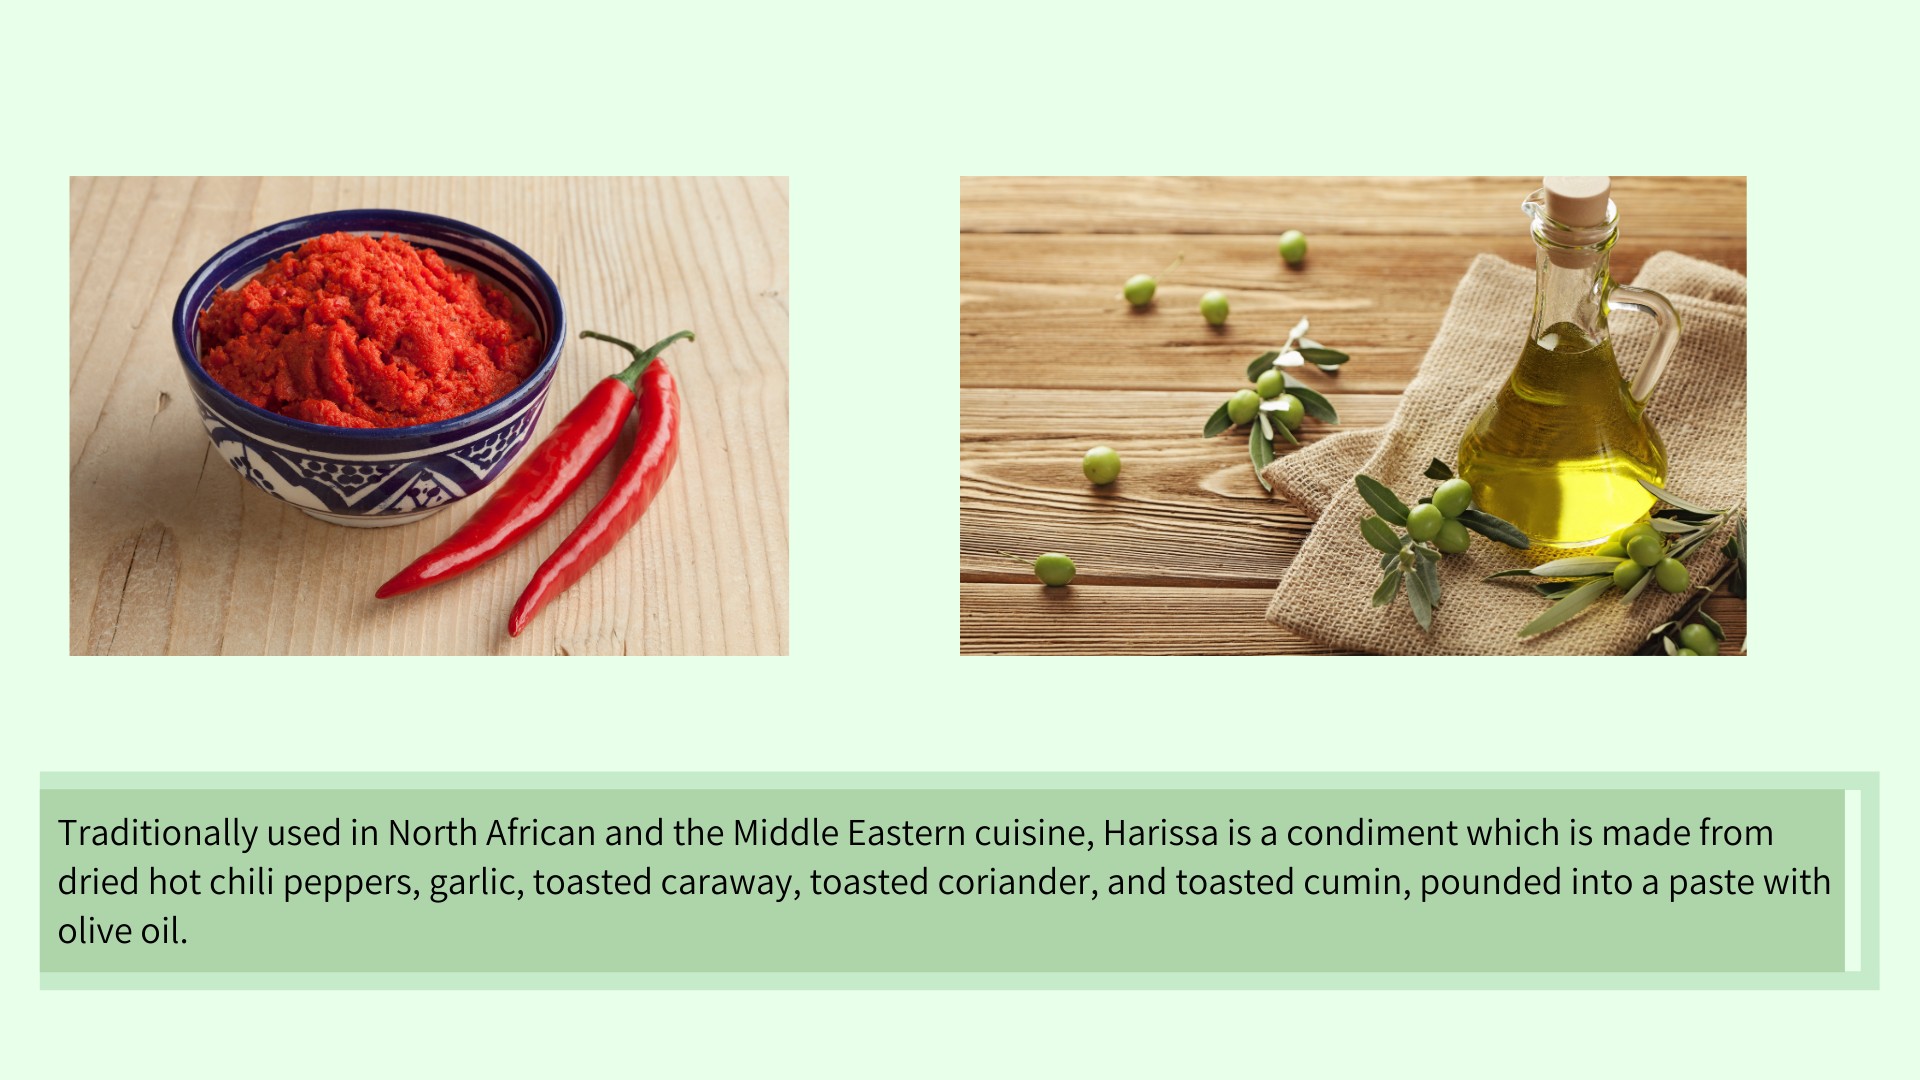 Traditionally used in North African and the Middle Eastern cuisine, Harissa is a condiment which is made from
dried hot chili peppers, garlic, toasted caraway, toasted coriander, and toasted cumin, pounded into a paste with
olive oil.